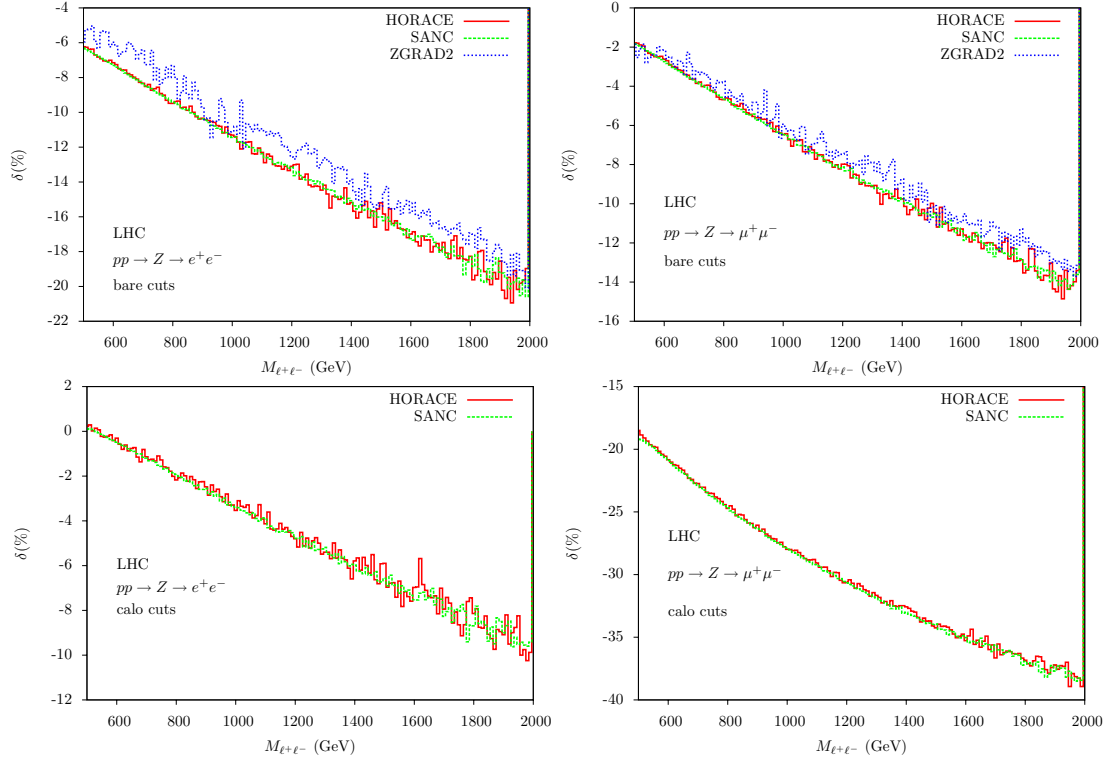 -4
-6
-8
-10
-12
-14
-16
-18
-20
-22
δ(%)
HORACE
SANC
ZGRAD2
LHC
pp → Z → e⁺e⁻
bare cuts
600 800 1000 1200 1400 1600 1800 2000
M_ℓ⁺ℓ⁻ (GeV)
0
-2
-4
-6
-8
-10
-12
-14
-16
δ(%)
HORACE
SANC
ZGRAD2
LHC
pp → Z → μ⁺μ⁻
bare cuts
600 800 1000 1200 1400 1600 1800 2000
M_ℓ⁺ℓ⁻ (GeV)
2
0
-2
-4
-6
-8
-10
-12
δ(%)
HORACE
SANC
LHC
pp → Z → e⁺e⁻
calo cuts
600 800 1000 1200 1400 1600 1800 2000
M_ℓ⁺ℓ⁻ (GeV)
-15
-20
-25
-30
-35
-40
δ(%)
HORACE
SANC
LHC
pp → Z → μ⁺μ⁻
calo cuts
600 800 1000 1200 1400 1600 1800 2000
M_ℓ⁺ℓ⁻ (GeV)